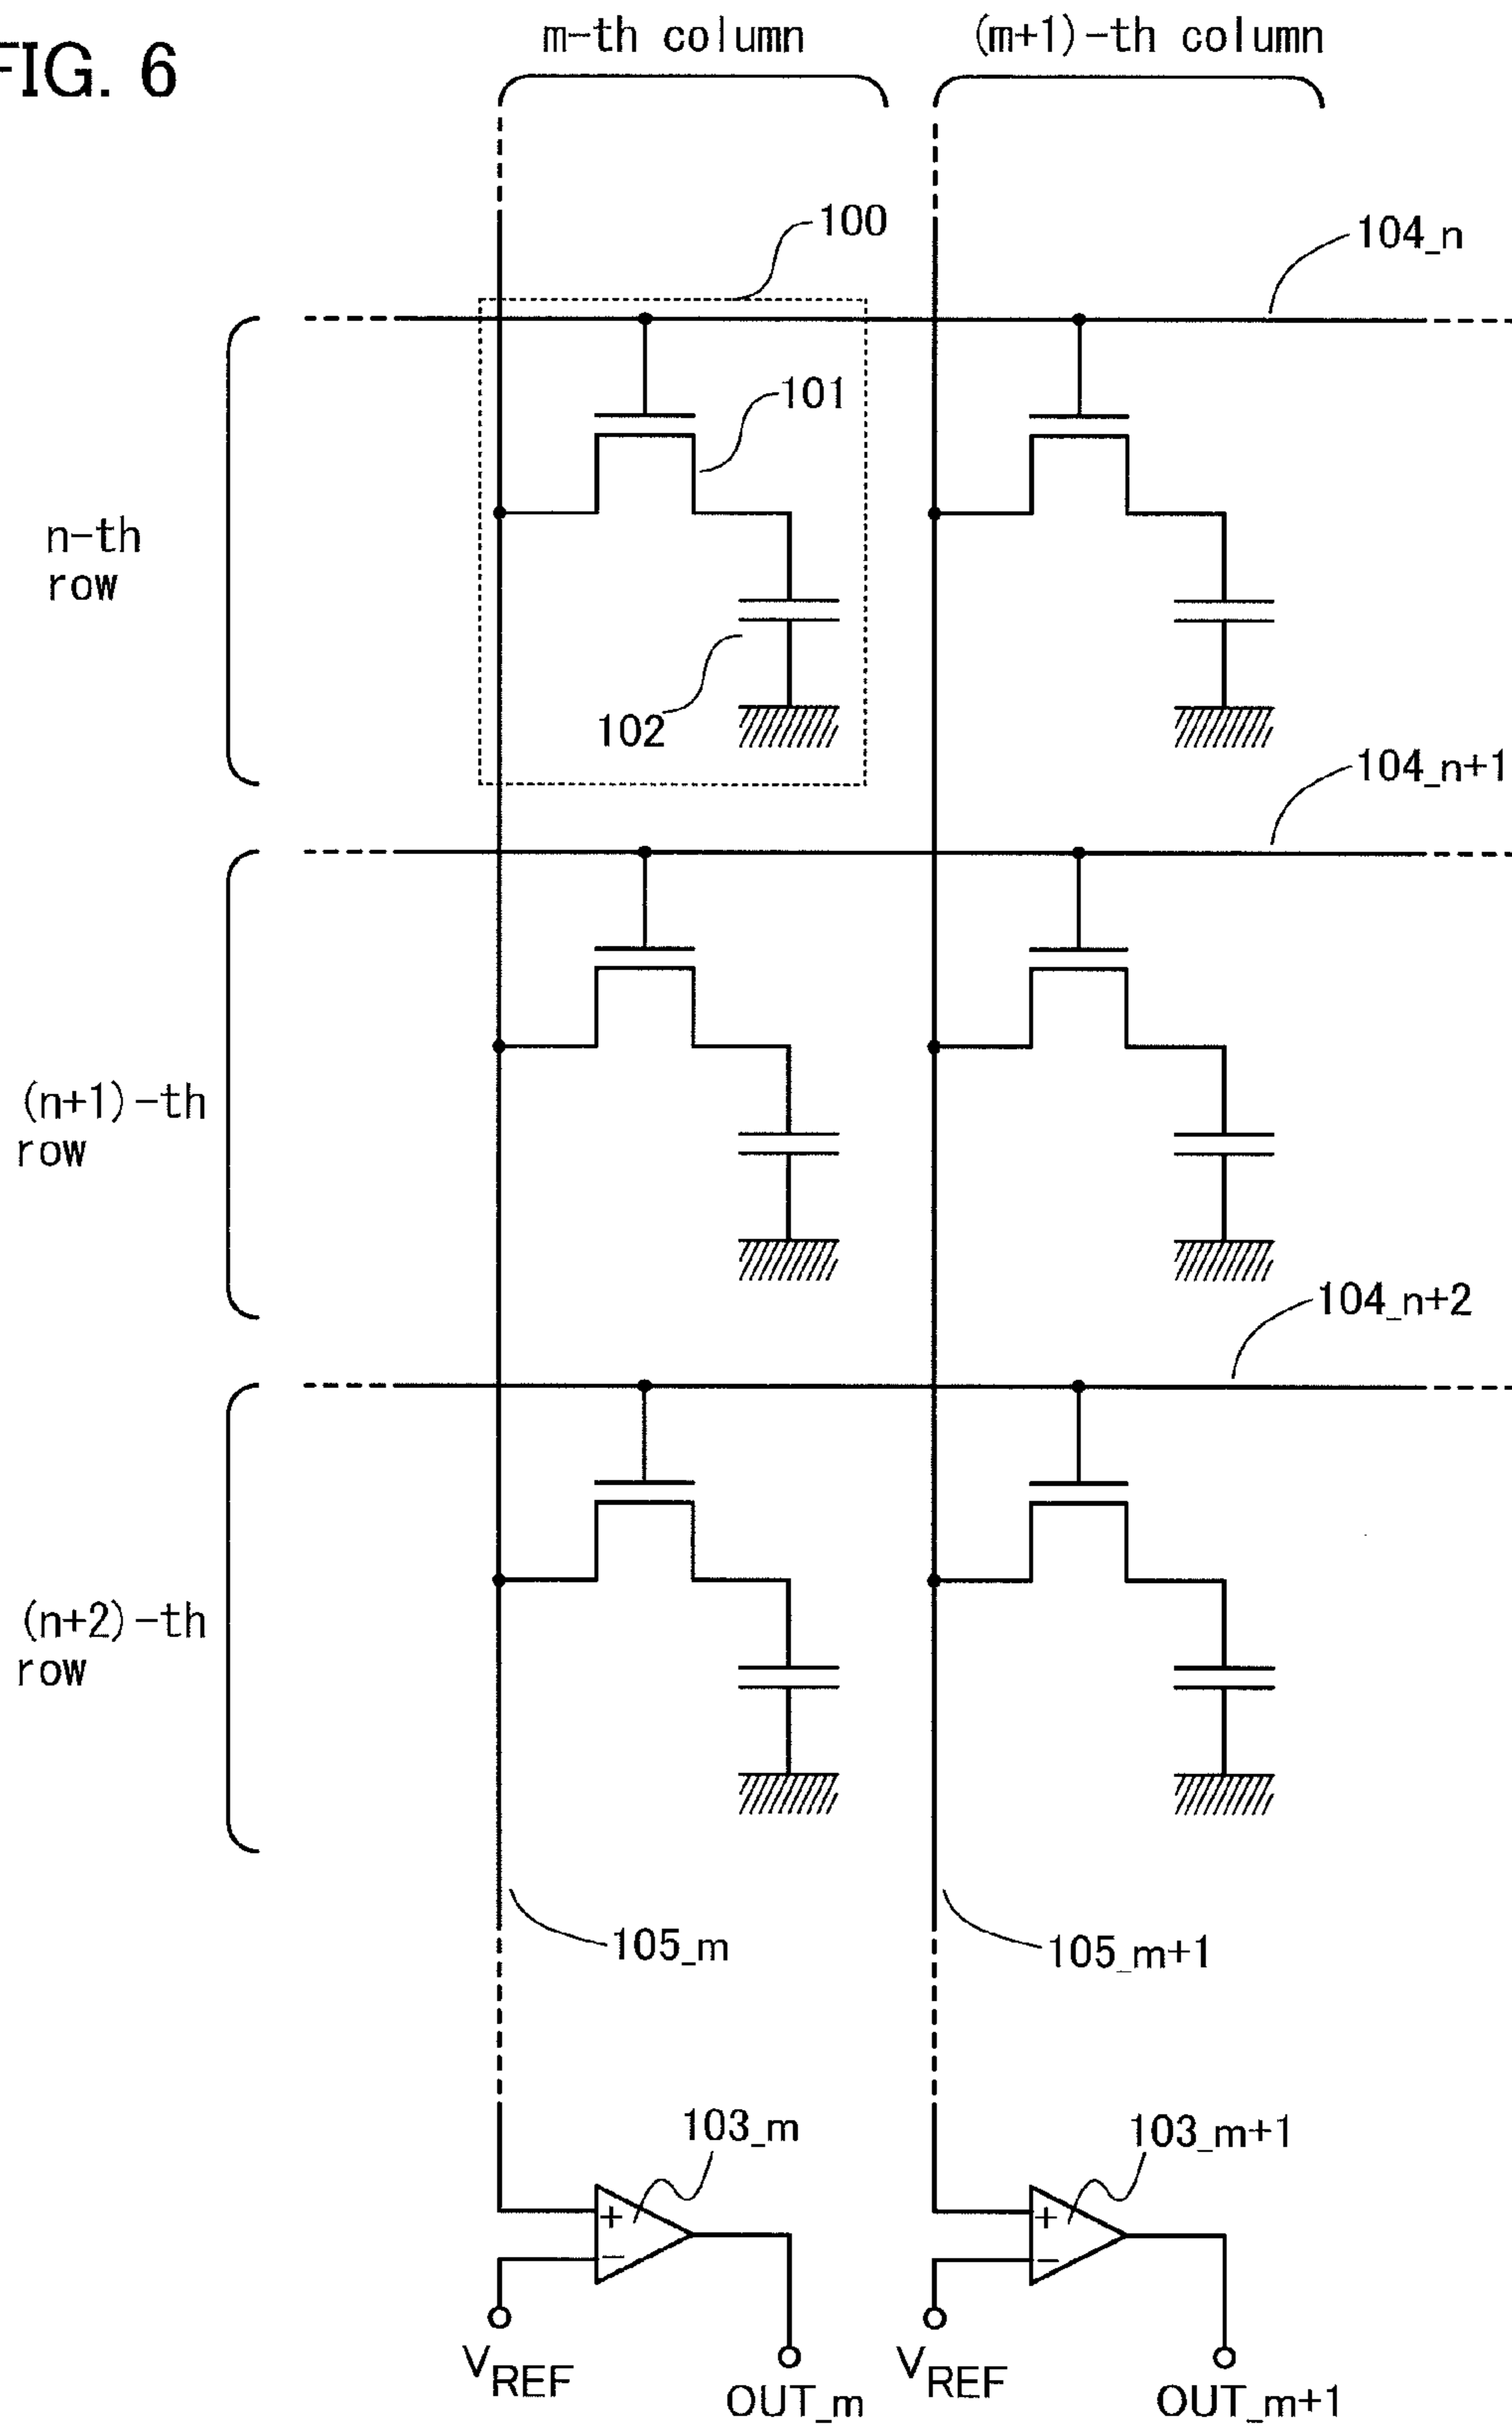 FIG. 6
m-th column
(m+1)-th column
100
104_n
101
n-th
row
102
104_n+1
(n+1)-th
row
104_n+2
(n+2)-th
row
105_m
105_m+1
103_m
103_m+1
+
−
+
−
VREF
OUT_m
VREF
OUT_m+1